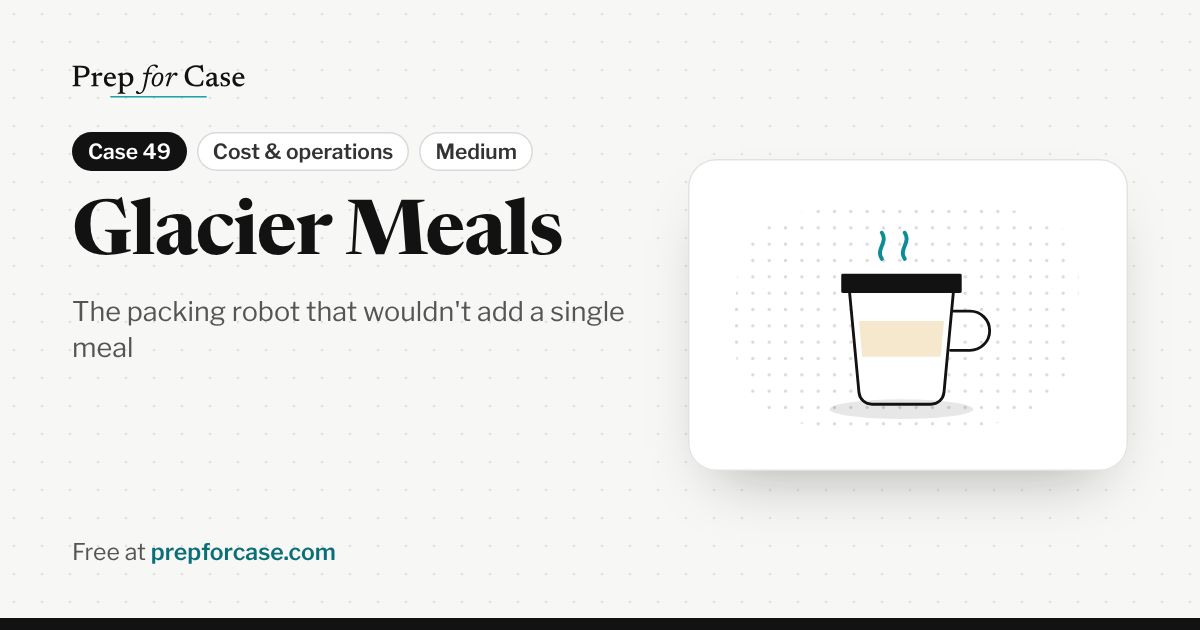 Prep for Case
Case 49 Cost & operations Medium
Glacier Meals
The packing robot that wouldn't add a single
meal
Free at prepforcase.com